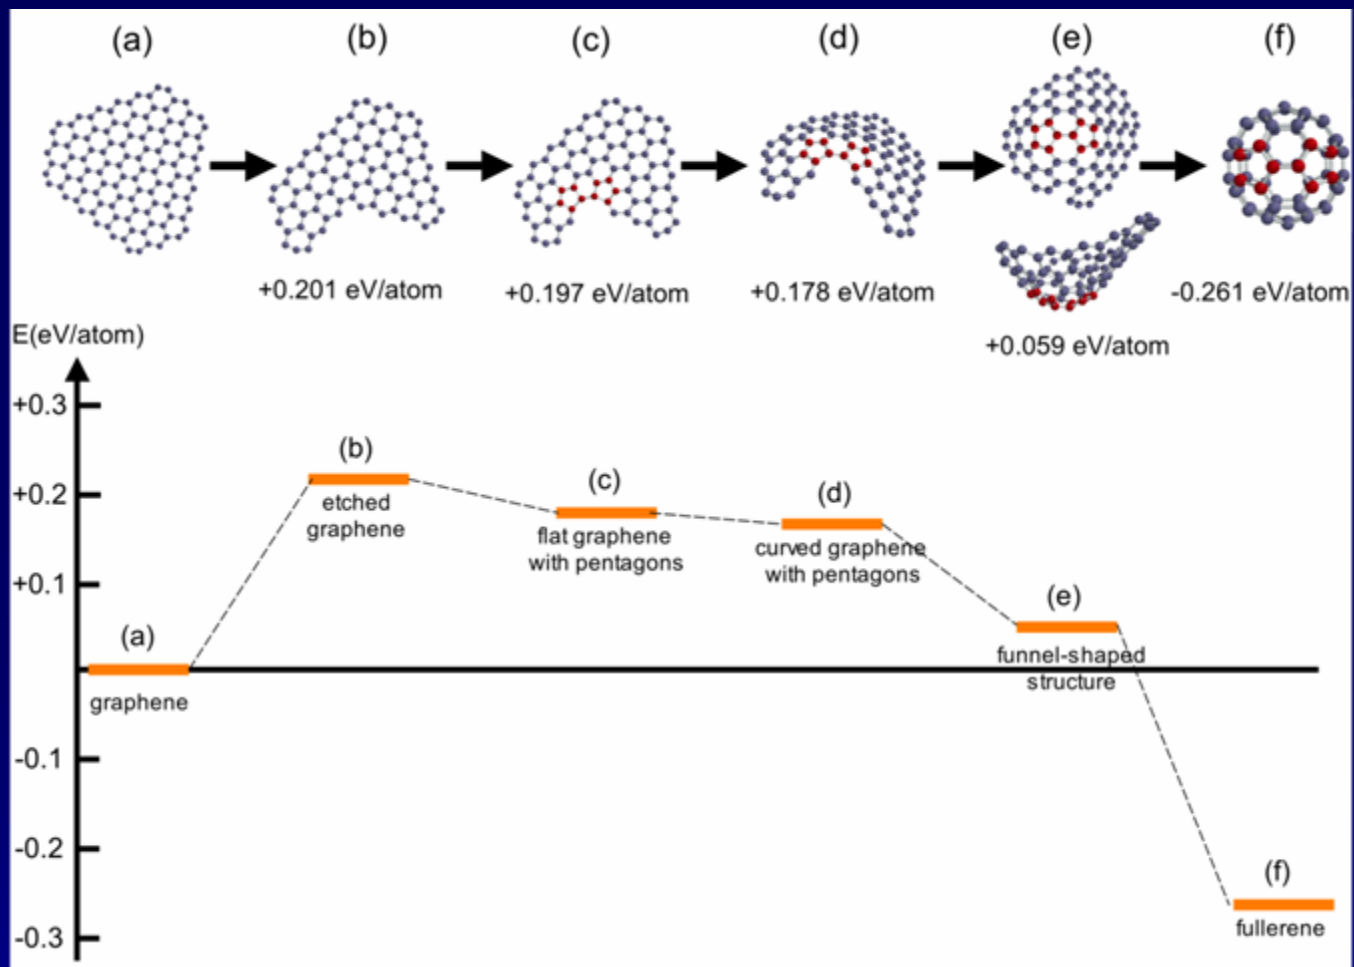 (a) (b) (c) (d) (e) (f)
+0.201 eV/atom
+0.197 eV/atom
+0.178 eV/atom
+0.059 eV/atom
-0.261 eV/atom
E(eV/atom)
+0.3
+0.2
+0.1
-0.1
-0.2
-0.3
(a)
graphene
(b)
etched
graphene
(c)
flat graphene
with pentagons
(d)
curved graphene
with pentagons
(e)
funnel-shaped
structure
(f)
fullerene